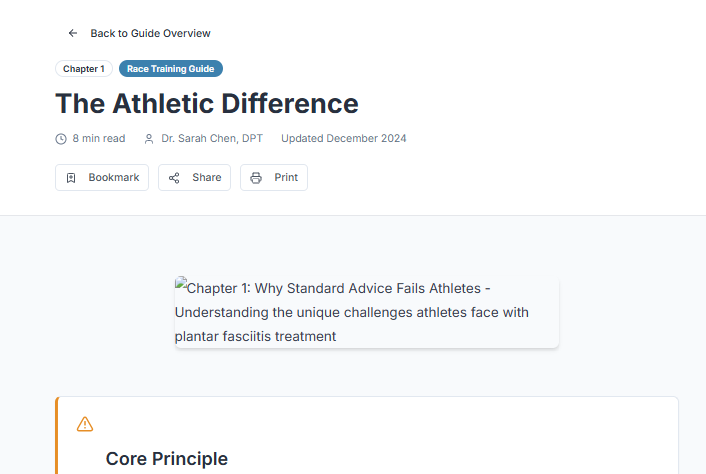 Back to Guide Overview
Chapter 1 Race Training Guide
The Athletic Difference
8 min read Dr. Sarah Chen, DPT Updated December 2024
Bookmark Share Print
Chapter 1: Why Standard Advice Fails Athletes -
Understanding the unique challenges athletes face with
plantar fasciitis treatment
Core Principle